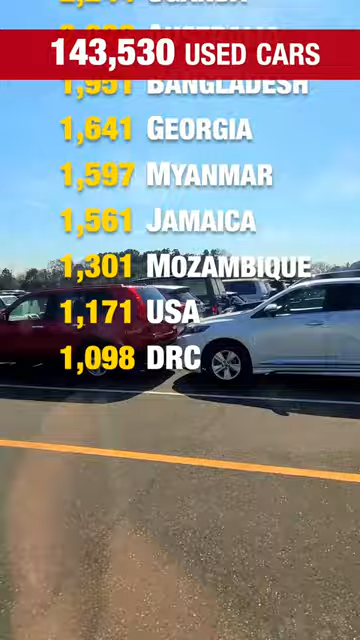 143,530 USED CARS
1,951 BANGLADESH
1,641 GEORGIA
1,597 MYANMAR
1,561 JAMAICA
1,301 MOZAMBIQUE
1,171 USA
1,098 DRC